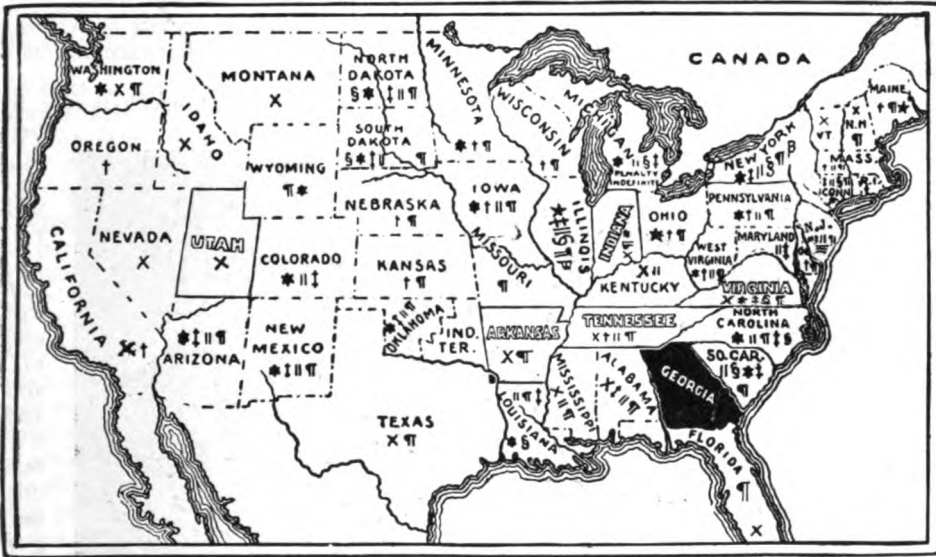 CANADA
WASHINGTON
* X ¶
MONTANA
X
NORTH
DAKOTA
§ * ‡ || ¶
MINNESOTA
* † ¶
WISCONSIN
† ¶
MICHIGAN
PENALTY
INDEFINITE
MAINE
† ¶ ★
X
VT
X
N.H.
¶
MASS.
CONN.
R.I.
NEW YORK
* ‡ || § ¶ β
OREGON
†
IDAHO
X
WYOMING
¶ *
SOUTH
DAKOTA
§ * ‡ || ¶
IOWA
* † || ¶
NEBRASKA
† ¶
ILLINOIS
INDIANA
OHIO
★ † ¶
PENNSYLVANIA
* † || ¶
MARYLAND
|| ‡
WEST
VIRGINIA
* † || ¶
CALIFORNIA
†
NEVADA
X
UTAH
X
COLORADO
* || ‡
KANSAS
† ¶
MISSOURI
¶
X ||
KENTUCKY
VIRGINIA
* ‡ || ¶
ARIZONA
NEW
MEXICO
* ‡ || ¶
OKLAHOMA
IND.
TER.
ARKANSAS
X ¶
TENNESSEE
X † || ¶
NORTH
CAROLINA
* || ¶ ‡ §
SO. CAR.
|| § * ‡
¶
TEXAS
X ¶
|| ¶ ‡
LOUISIANA
* §
MISSISSIPPI
X || ¶
ALABAMA
X ‡ || ¶
GEORGIA
FLORIDA
¶
X